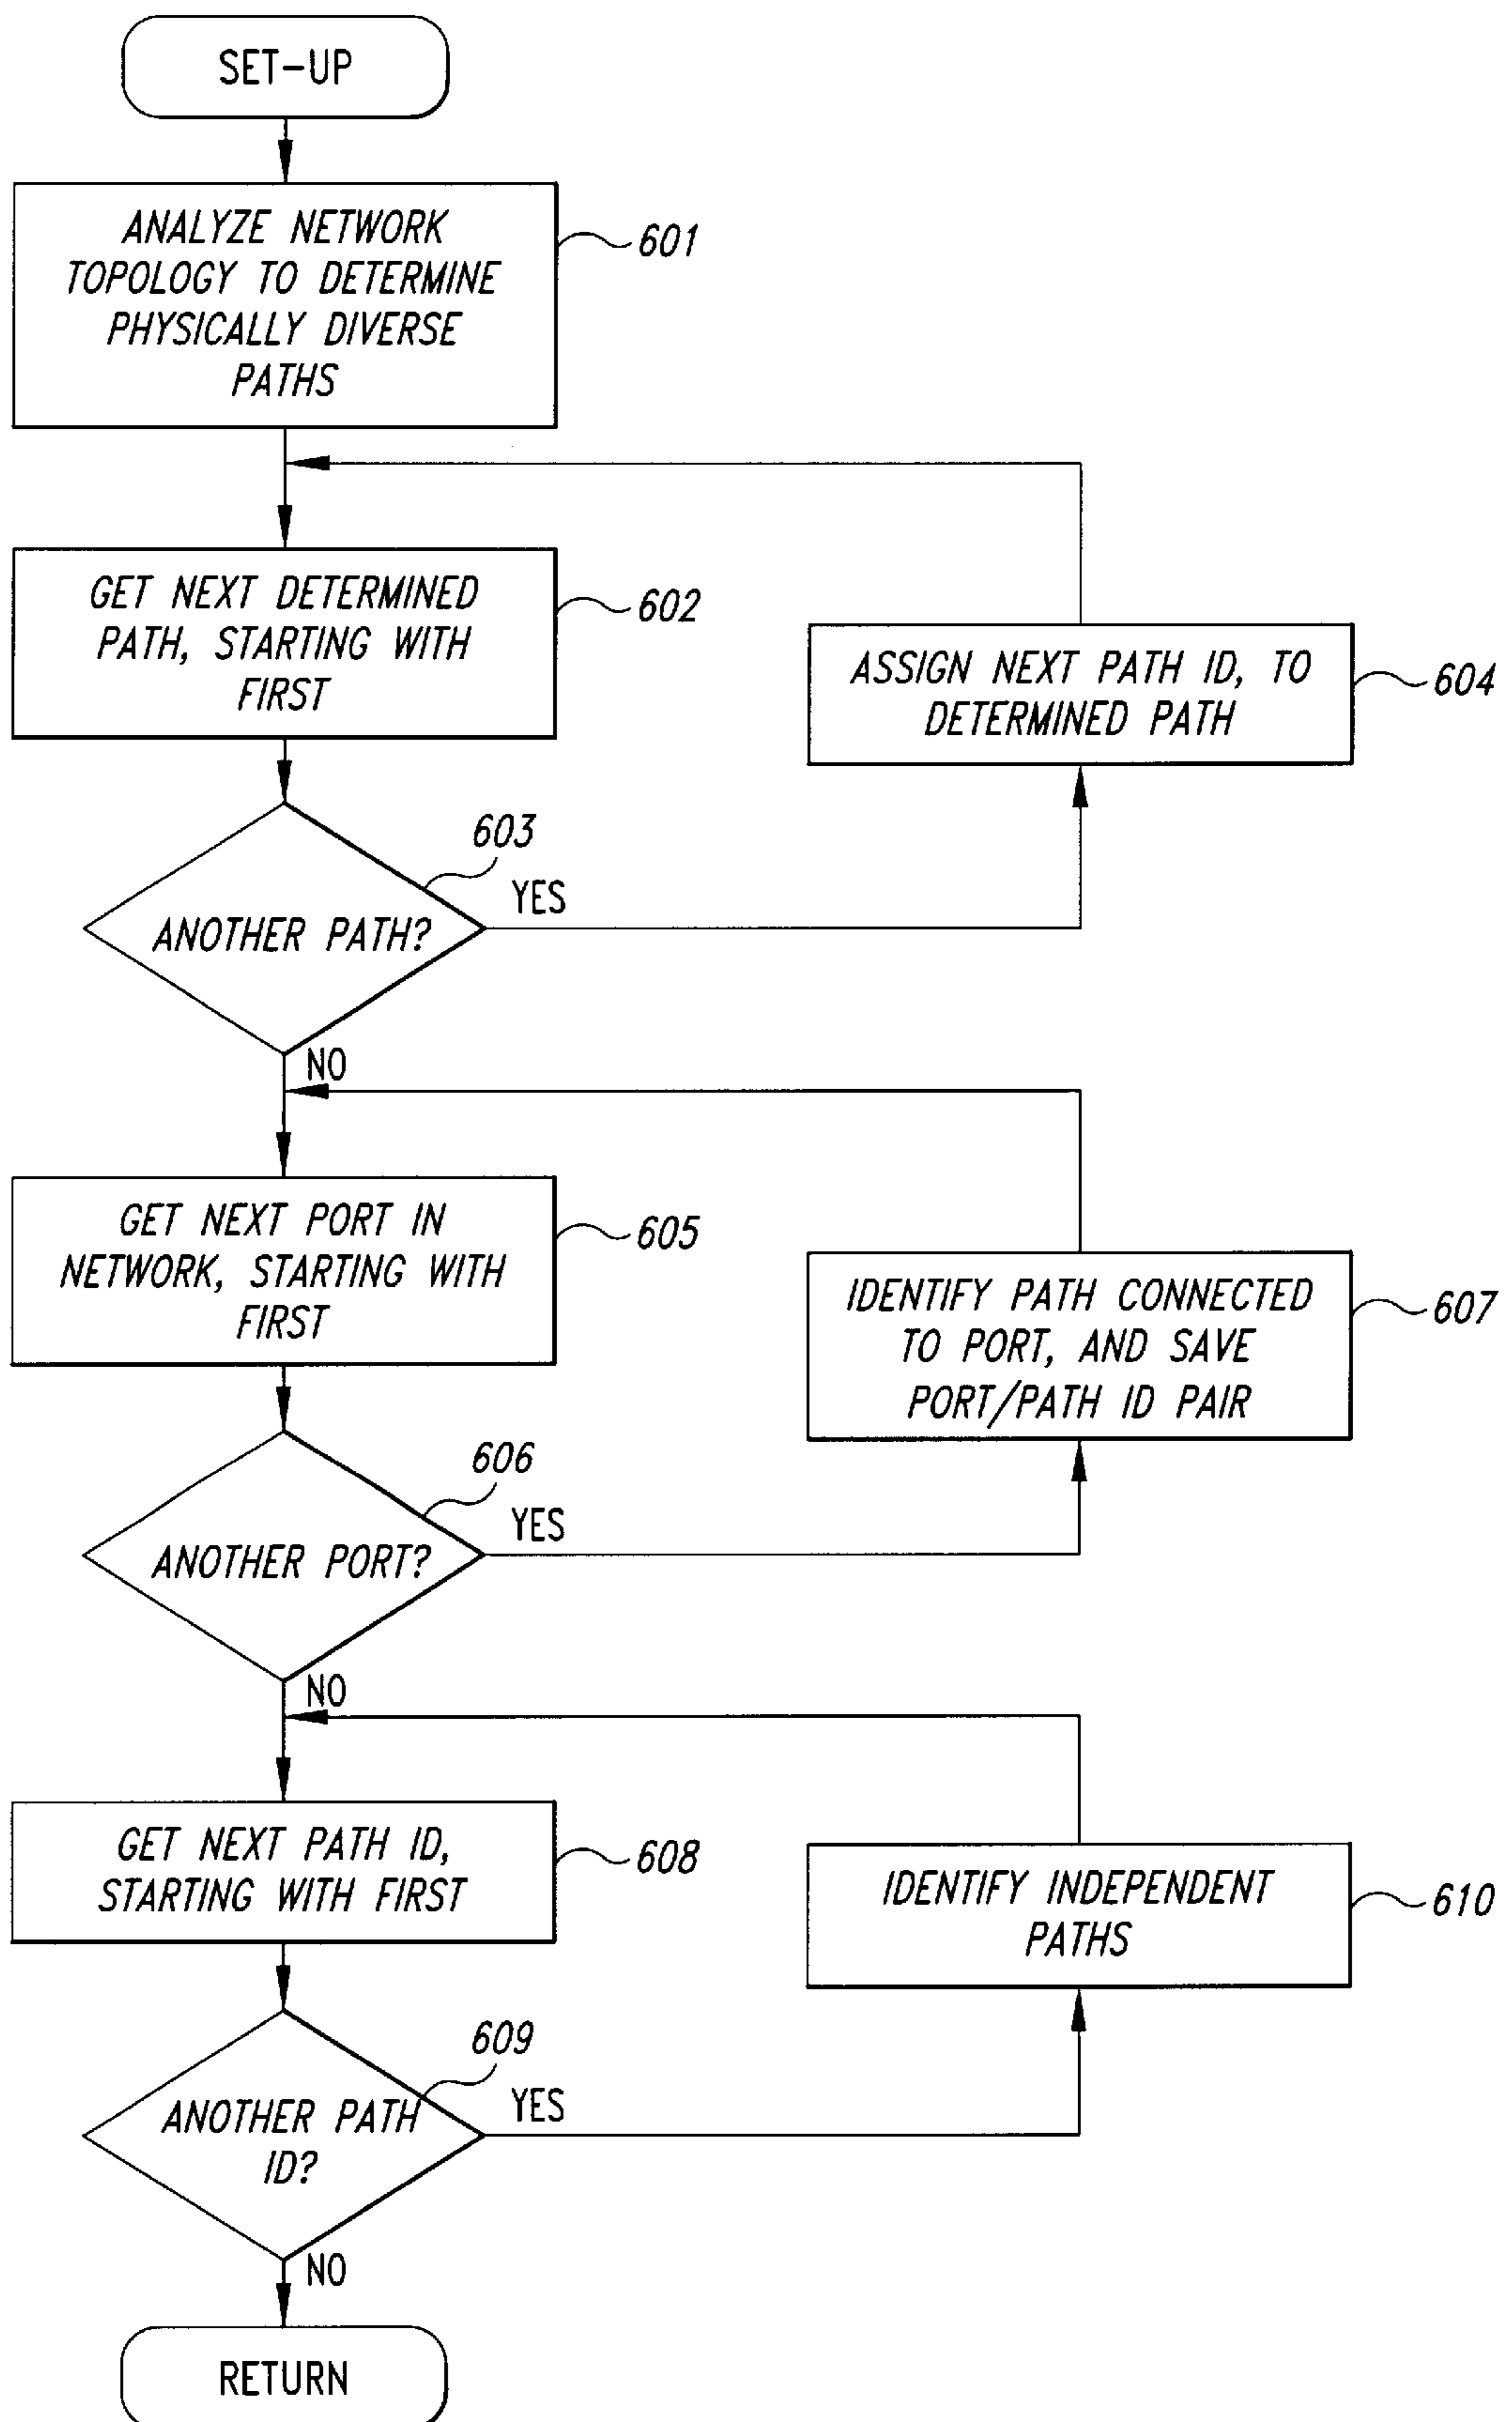 SET-UP
ANALYZE NETWORK
TOPOLOGY TO DETERMINE
PHYSICALLY DIVERSE
PATHS
601
GET NEXT DETERMINED
PATH, STARTING WITH
FIRST
602
ASSIGN NEXT PATH ID, TO
DETERMINED PATH
604
603
ANOTHER PATH?
YES
NO
GET NEXT PORT IN
NETWORK, STARTING WITH
FIRST
605
IDENTIFY PATH CONNECTED
TO PORT, AND SAVE
PORT/PATH ID PAIR
607
606
ANOTHER PORT?
YES
NO
GET NEXT PATH ID,
STARTING WITH FIRST
608
IDENTIFY INDEPENDENT
PATHS
610
609
ANOTHER PATH
ID?
YES
NO
RETURN